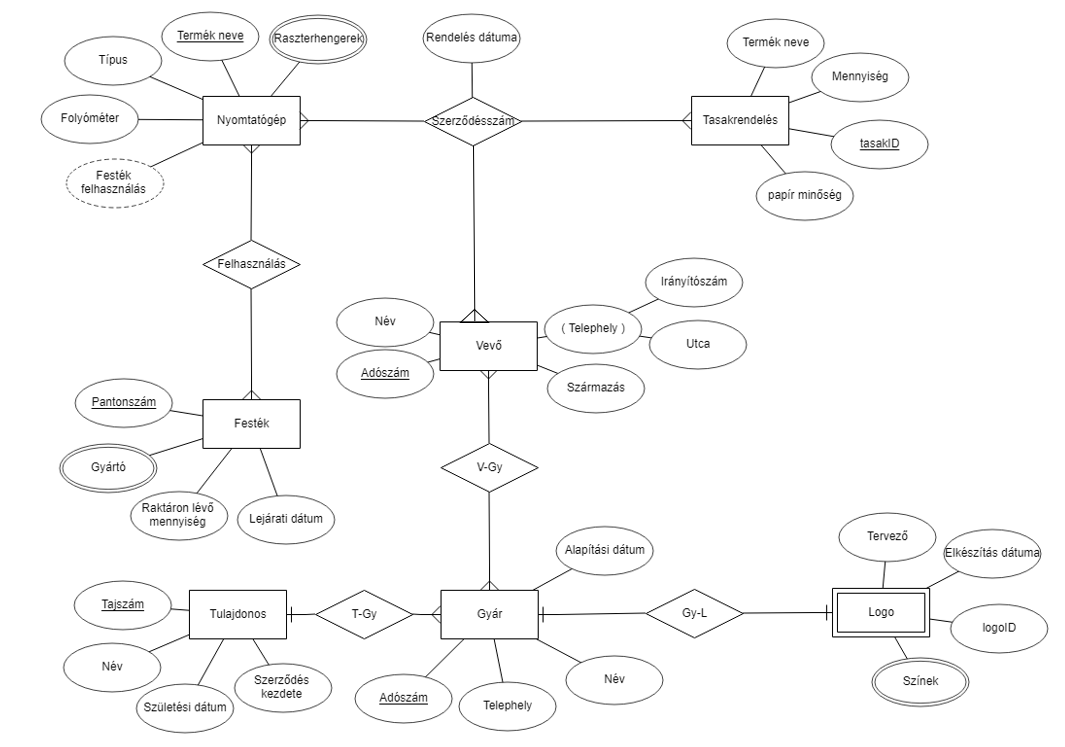 Termék neve
Raszterhengerek
Rendelés dátuma
Termék neve
Típus
Mennyiség
Folyóméter
Nyomtatógép
Szerződésszám
Tasakrendelés
tasakID
Festék
felhasználás
papír minőség
Felhasználás
Irányítószám
Név
( Telephely )
Vevő
Utca
Adószám
Származás
Pantonszám
Festék
Gyártó
V-Gy
Raktáron lévő
mennyiség
Lejárati dátum
Alapítási dátum
Tervező
Elkészítás dátuma
Tajszám
Tulajdonos
T-Gy
Gyár
Gy-L
Logo
logoID
Név
Szerződés
kezdete
Születési dátum
Adószám
Telephely
Név
Színek